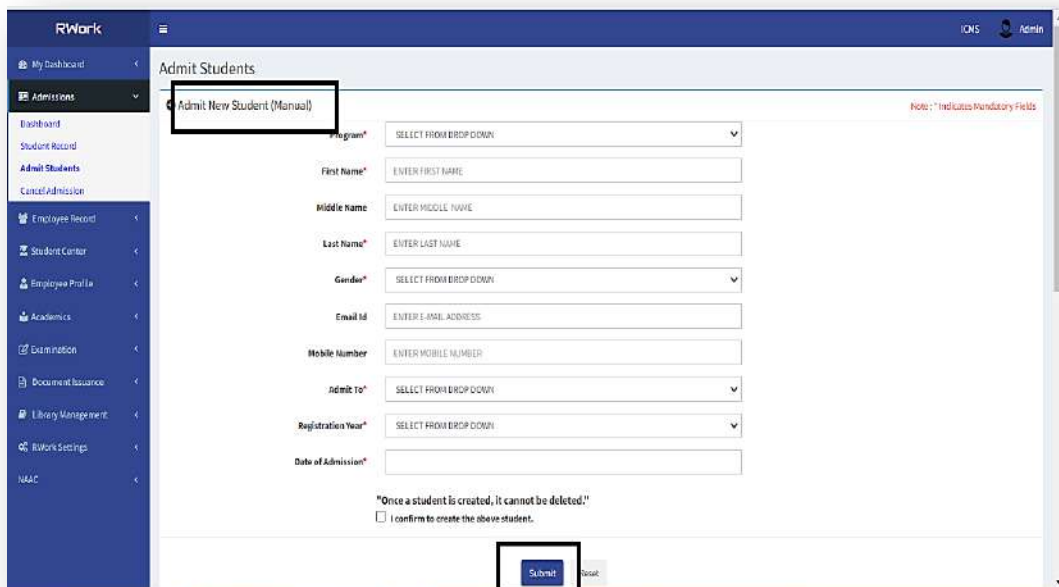 RWork
ICMS Admin
My Dashboard
Admissions
Dashboard
Student Record
Admit Students
Cancel Admission
Employee Record
Student Center
Employee Profile
Academics
Examination
Document Issuance
Library Management
RWork Settings
NAAC
Admit Students
Admit New Student (Manual)
Note : * Indicates Mandatory Fields
Program* SELECT FROM DROP DOWN
First Name* ENTER FIRST NAME
Middle Name ENTER MIDDLE NAME
Last Name* ENTER LAST NAME
Gender* SELECT FROM DROP DOWN
Email Id ENTER E-MAIL ADDRESS
Mobile Number ENTER MOBILE NUMBER
Admit To* SELECT FROM DROP DOWN
Registration Year* SELECT FROM DROP DOWN
Date of Admission*
"Once a student is created, it cannot be deleted."
I confirm to create the above student.
Submit Reset